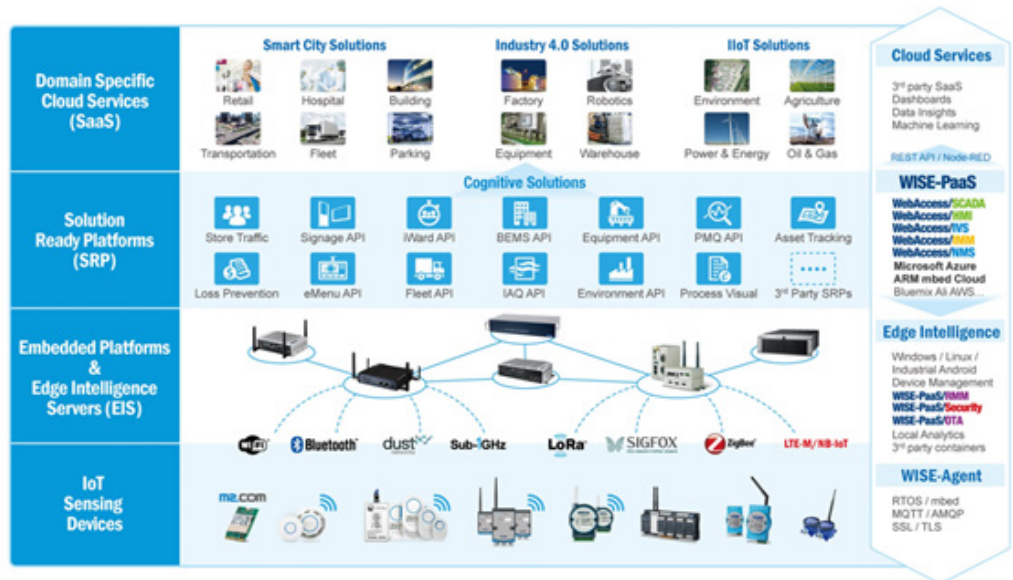 Domain Specific
Cloud Services
(SaaS)
Smart City Solutions
Industry 4.0 Solutions
IIoT Solutions
Retail
Hospital
Building
Factory
Robotics
Environment
Agriculture
Transportation
Fleet
Parking
Equipment
Warehouse
Power & Energy
Oil & Gas
Solution
Ready Platforms
(SRP)
Cognitive Solutions
Store Traffic
Signage API
iWard API
BEMS API
Equipment API
PMQ API
Asset Tracking
Loss Prevention
eMenu API
Fleet API
IAQ API
Environment API
Process Visual
3rd Party SRPs
Embedded Platforms
&
Edge Intelligence
Servers (EIS)
WiFi
Bluetooth
dust
Sub-1GHz
LoRa
SIGFOX
ZigBee
LTE-M/NB-IoT
IoT
Sensing
Devices
m2.com
Cloud Services
3rd party SaaS
Dashboards
Data Insights
Machine Learning
REST API / Node-RED
WISE-PaaS
WebAccess/SCADA
WebAccess/HMI
WebAccess/IVS
WebAccess/IMM
WebAccess/NMS
Microsoft Azure
ARM mbed Cloud
Bluemix Ali AWS...
Edge Intelligence
Windows / Linux /
Industrial Android
Device Management
WISE-PaaS/RMM
WISE-PaaS/Security
WISE-PaaS/OTA
Local Analytics
3rd party containers
WISE-Agent
RTOS / mbed
MQTT / AMQP
SSL / TLS